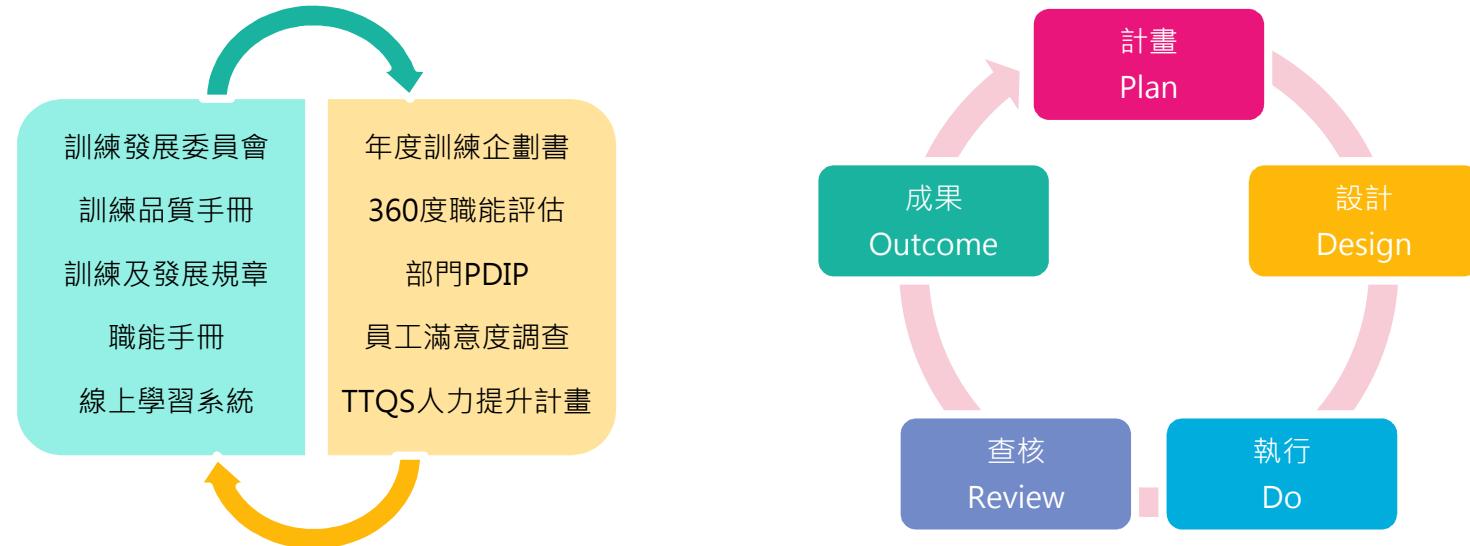 訓練發展委員會
訓練品質手冊
訓練及發展規章
職能手冊
線上學習系統
年度訓練企劃書
360度職能評估
部門PDIP
員工滿意度調查
TTQS人力提升計畫
計畫
Plan
設計
Design
執行
Do
查核
Review
成果
Outcome